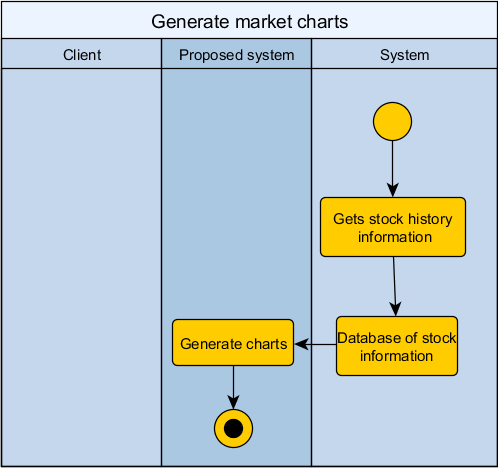 Generate market charts
Client
Proposed system
System
Gets stock history
information
Database of stock
information
Generate charts